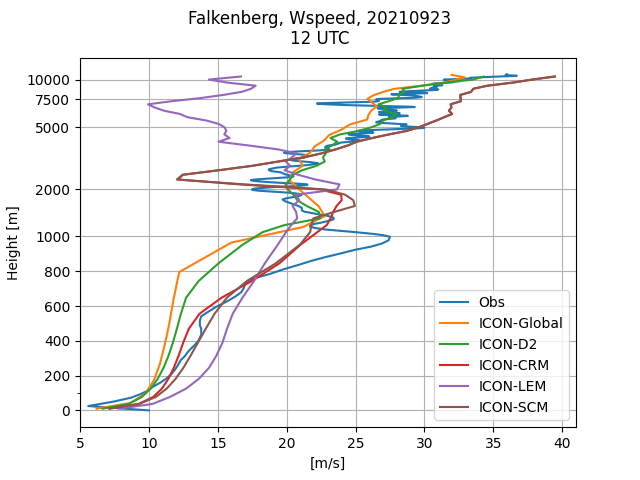 Falkenberg, Wspeed, 20210923
12 UTC
Height [m]
10000
7500
5000
2000
1000
800
600
400
200
0
Obs
ICON-Global
ICON-D2
ICON-CRM
ICON-LEM
ICON-SCM
5 10 15 20 25 30 35 40
[m/s]